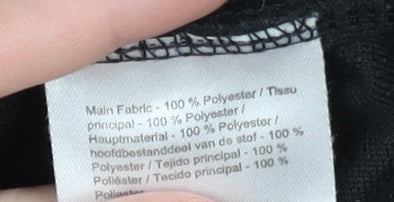 Main Fabric - 100 % Polyester / Tissu
principal - 100 % Polyester /
Hauptmaterial - 100 % Polyester /
hoofdbestanddeel van de stof - 100 %
Polyester / Tejido principal - 100 %
Poliéster / Tecido principal - 100 %
Poliester